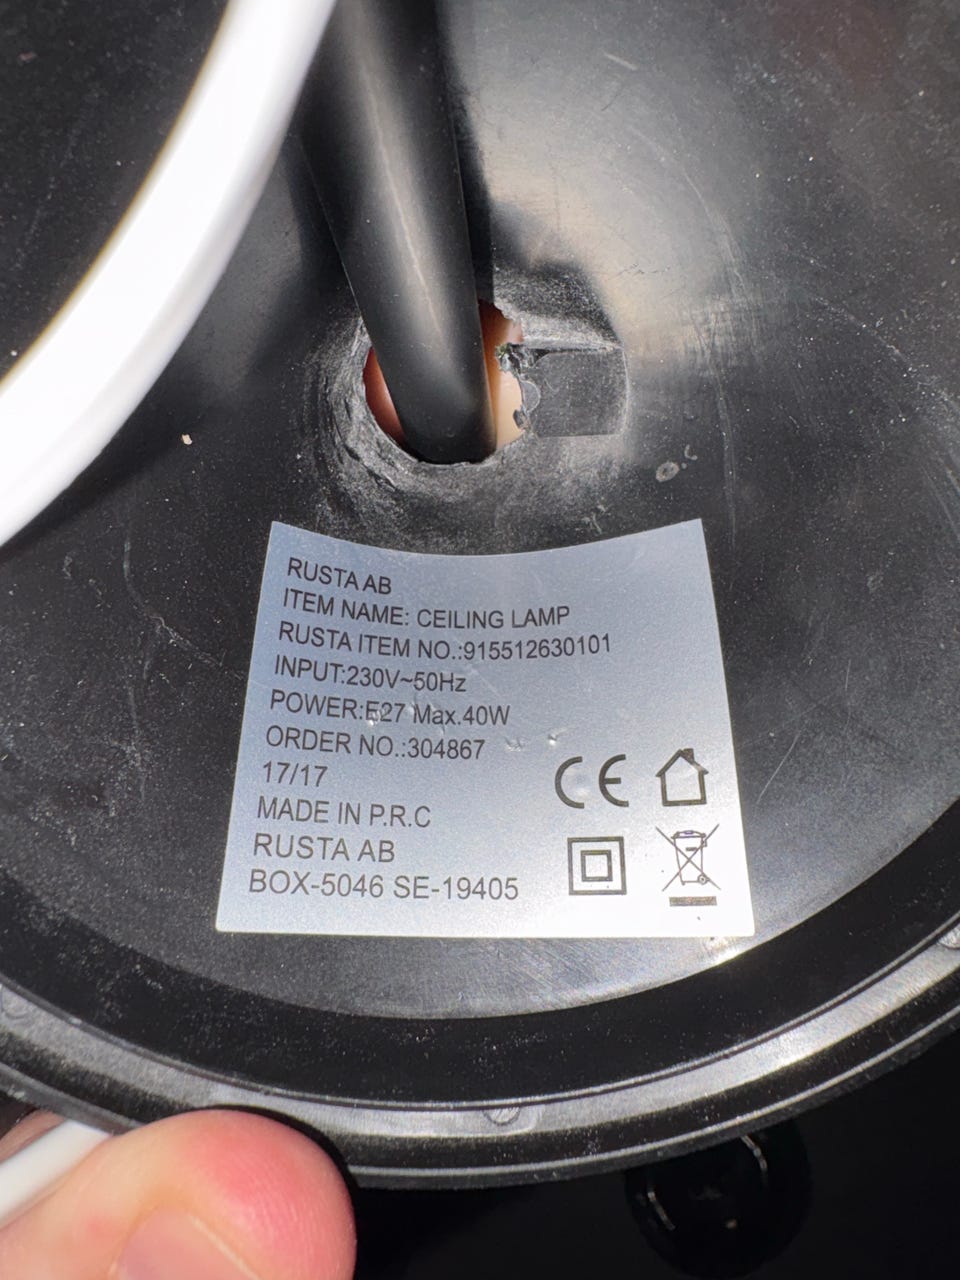 RUSTA AB
ITEM NAME: CEILING LAMP
RUSTA ITEM NO.:915512630101
INPUT:230V~50Hz
POWER:E27 Max.40W
ORDER NO.:304867
17/17
MADE IN P.R.C
RUSTA AB
BOX-5046 SE-19405
CE